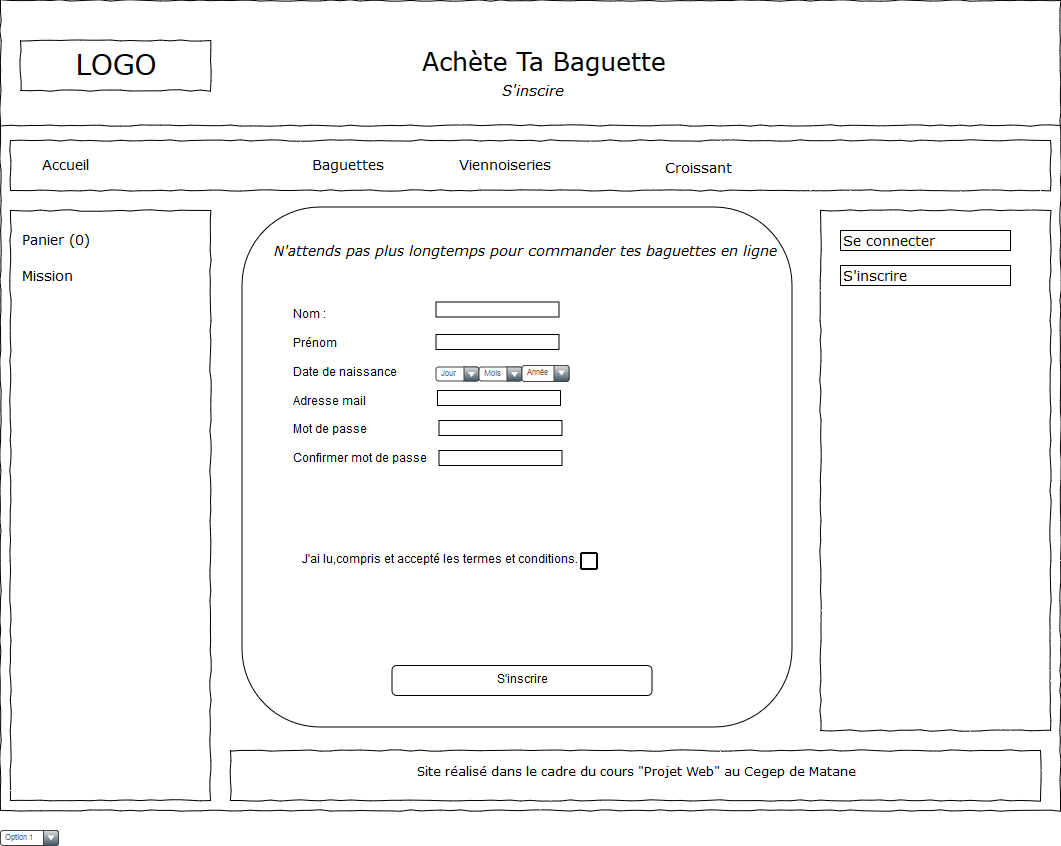 LOGO
Achète Ta Baguette
S'inscire
Accueil
Baguettes
Viennoiseries
Croissant
Panier (0)
Mission
N'attends pas plus longtemps pour commander tes baguettes en ligne
Nom :
Prénom
Date de naissance
Jour
Mois
Année
Adresse mail
Mot de passe
Confirmer mot de passe
J'ai lu,compris et accepté les termes et conditions.
S'inscrire
Se connecter
S'inscrire
Site réalisé dans le cadre du cours "Projet Web" au Cegep de Matane
Option 1